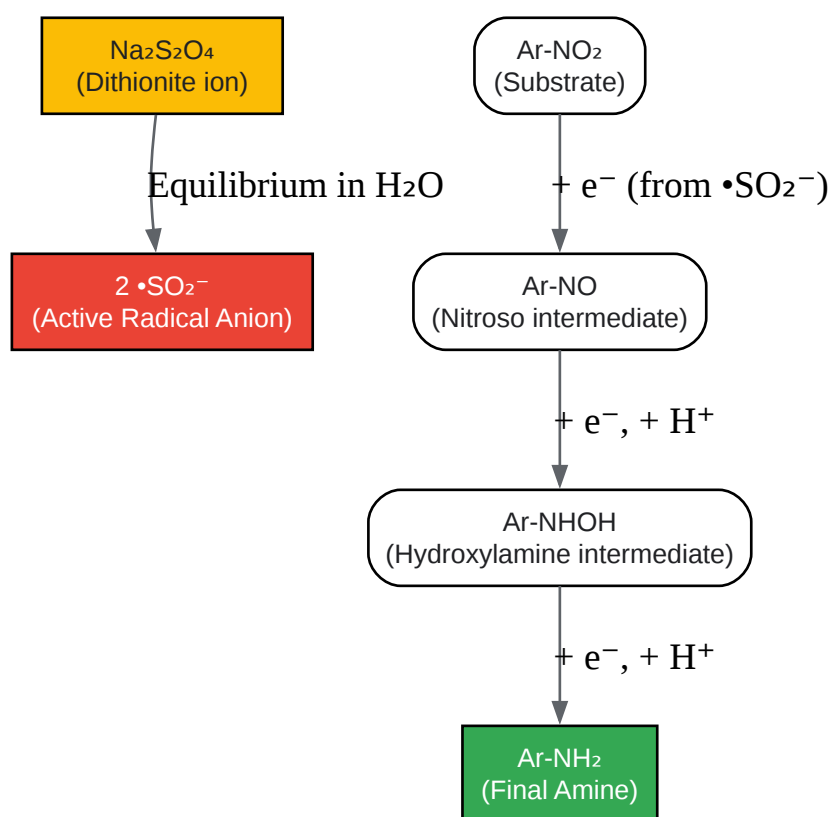 Na₂S₂O₄
(Dithionite ion)
Equilibrium in H₂O
2 •SO₂⁻
(Active Radical Anion)
Ar-NO₂
(Substrate)
+ e⁻ (from •SO₂⁻)
Ar-NO
(Nitroso intermediate)
+ e⁻, + H⁺
Ar-NHOH
(Hydroxylamine intermediate)
+ e⁻, + H⁺
Ar-NH₂
(Final Amine)